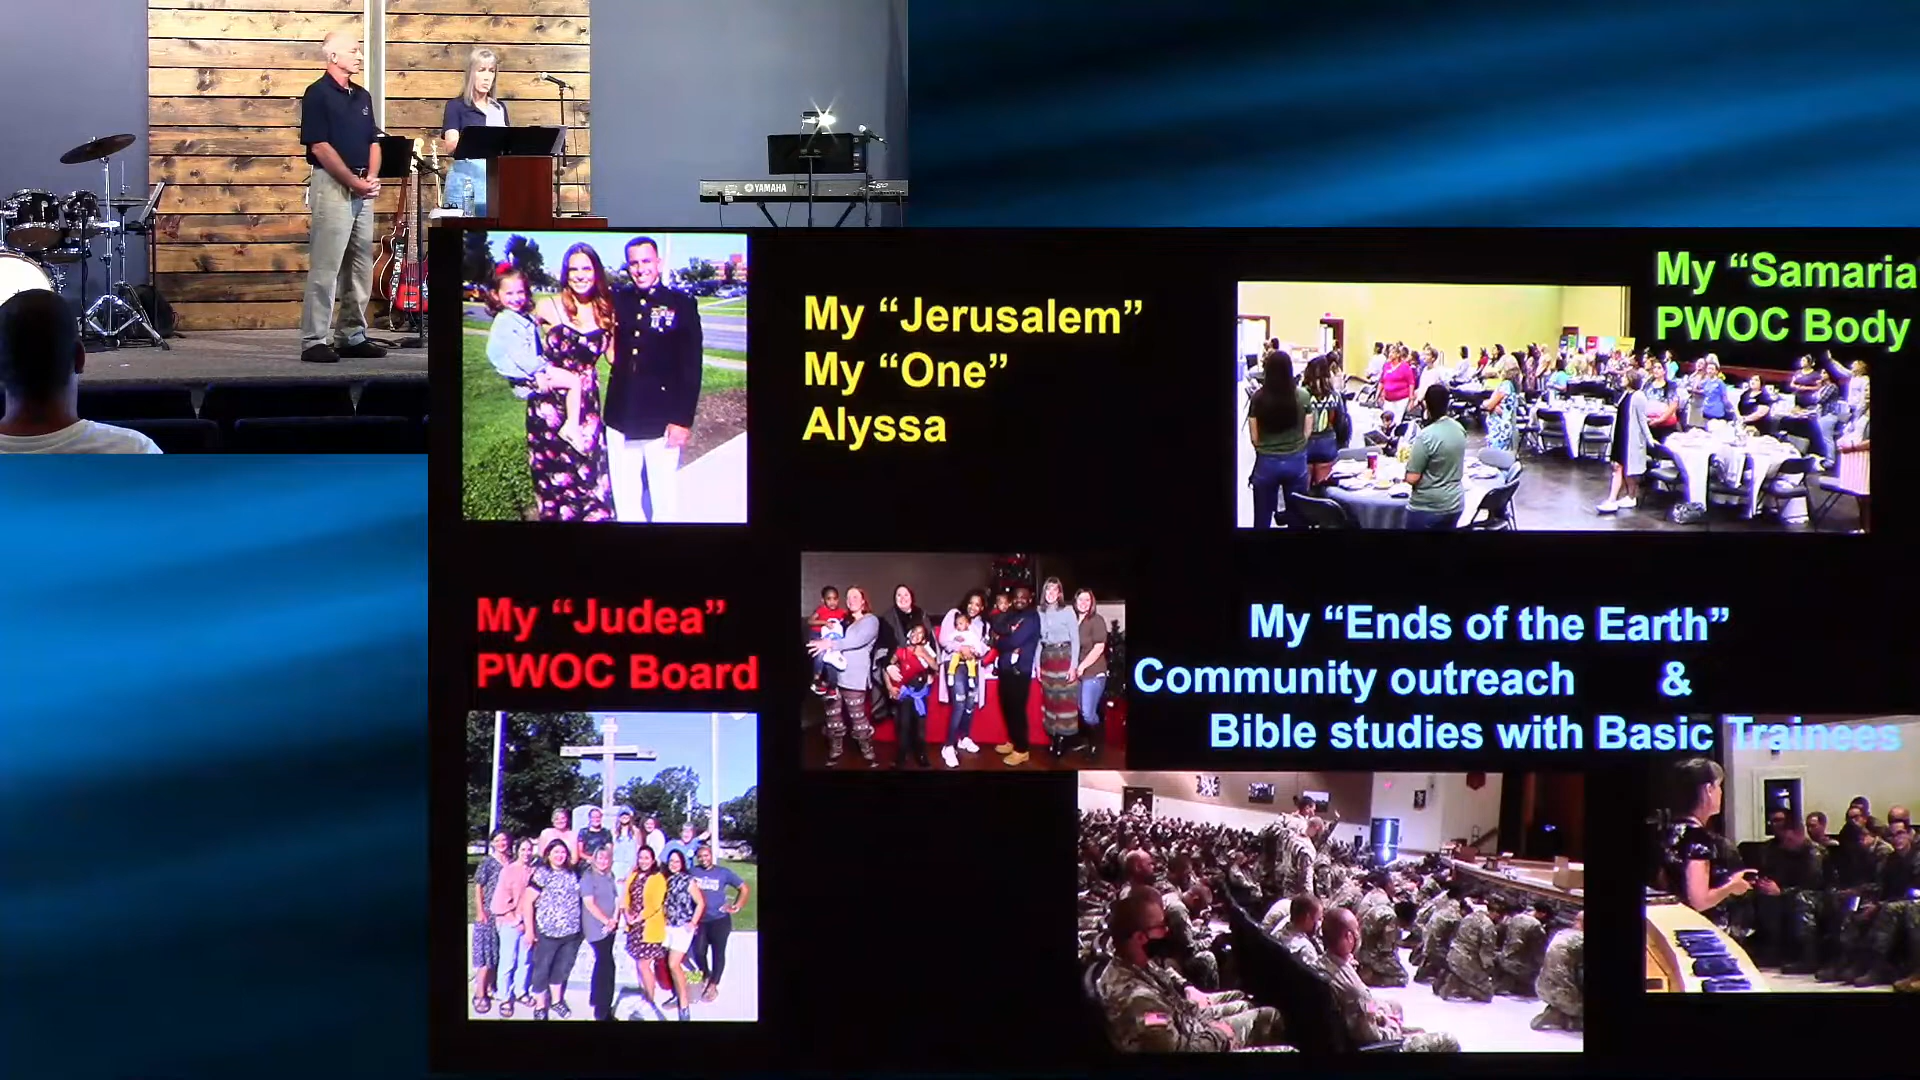 YAMAHA
My “Jerusalem”
My “One”
Alyssa
My “Samaria
PWOC Body
My “Judea”
PWOC Board
My “Ends of the Earth”
Community outreach &
Bible studies with Basic Trainees